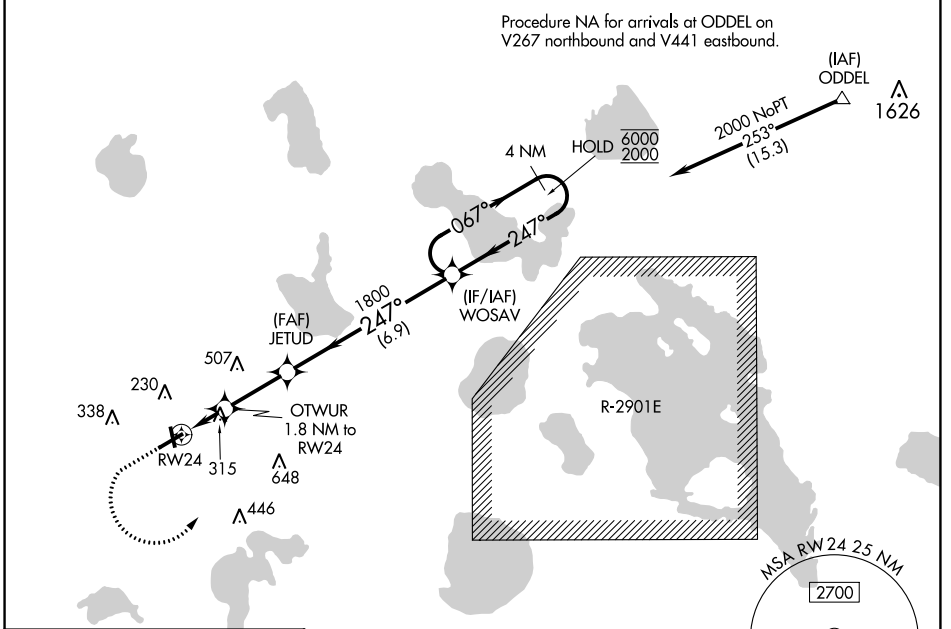 Procedure NA for arrivals at ODDEL on
V267 northbound and V441 eastbound.
(IAF)
ODDEL
1626
2000 NoPT
253°
(15.3)
HOLD
6000
2000
4 NM
067°
247°
(IF/IAF)
WOSAV
1800
247°
(6.9)
(FAF)
JETUD
507
230
338
OTWUR
1.8 NM to
RW24
RW24
315
648
446
R-2901E
MSA RW24 25 NM
2700